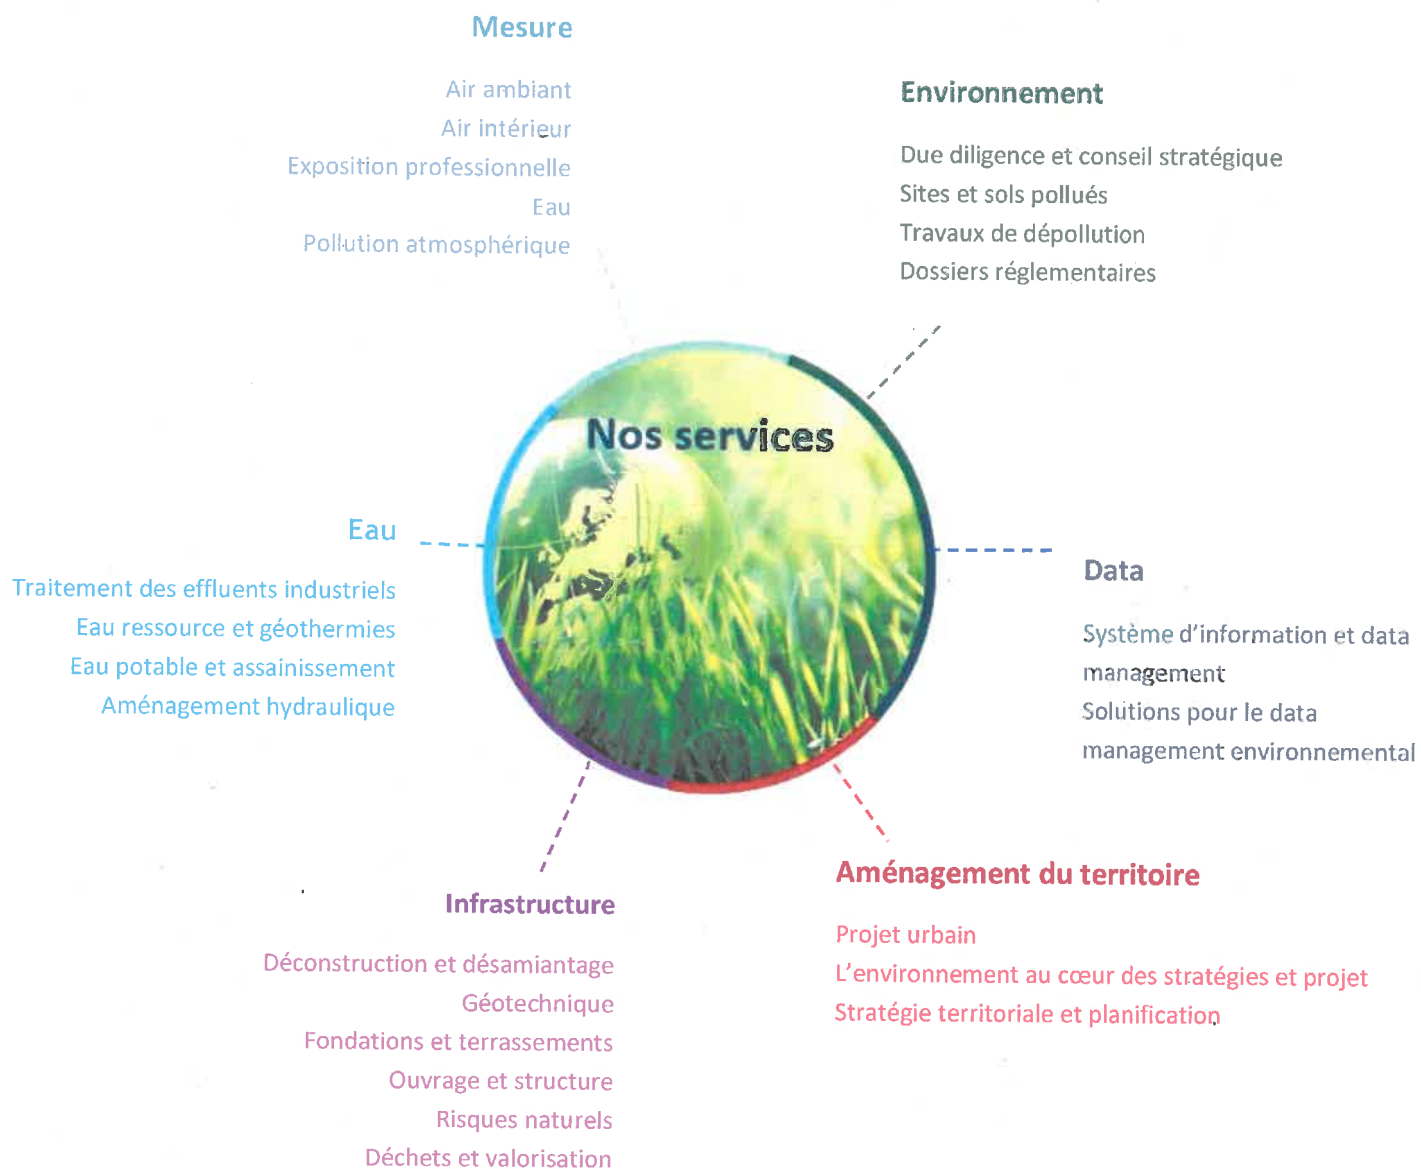 Mesure
Air ambiant
Air intérieur
Exposition professionnelle
Eau
Pollution atmosphérique
Environnement
Due diligence et conseil stratégique
Sites et sols pollués
Travaux de dépollution
Dossiers réglementaires
Nos services
Eau
Traitement des effluents industriels
Eau ressource et géothermies
Eau potable et assainissement
Aménagement hydraulique
Data
Système d'information et data
management
Solutions pour le data
management environnemental
Infrastructure
Déconstruction et désamiantage
Géotechnique
Fondations et terrassements
Ouvrage et structure
Risques naturels
Déchets et valorisation
Aménagement du territoire
Projet urbain
L'environnement au cœur des stratégies et projet
Stratégie territoriale et planification